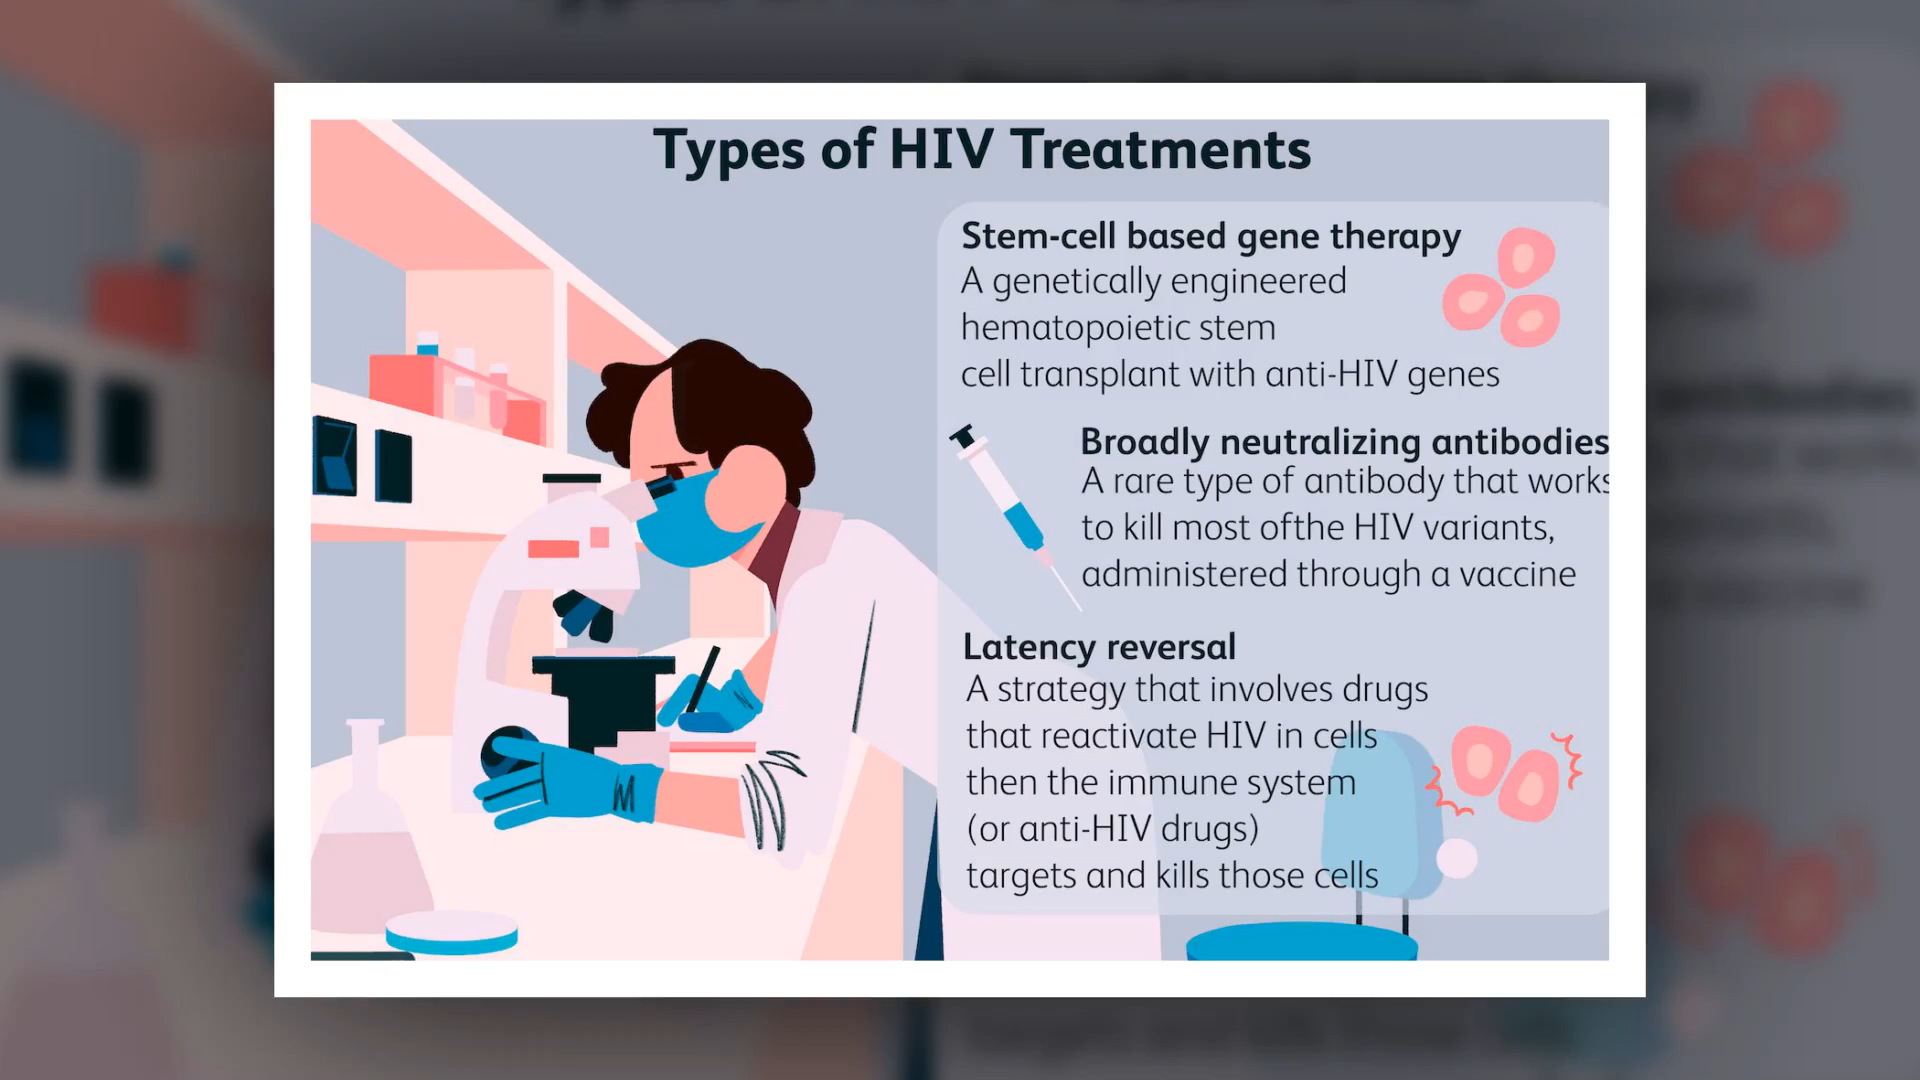 Types of HIV Treatments
Stem-cell based gene therapy
A genetically engineered
hematopoietic stem
cell transplant with anti-HIV genes
Broadly neutralizing antibodies
A rare type of antibody that works
to kill most ofthe HIV variants,
administered through a vaccine
Latency reversal
A strategy that involves drugs
that reactivate HIV in cells
then the immune system
(or anti-HIV drugs)
targets and kills those cells